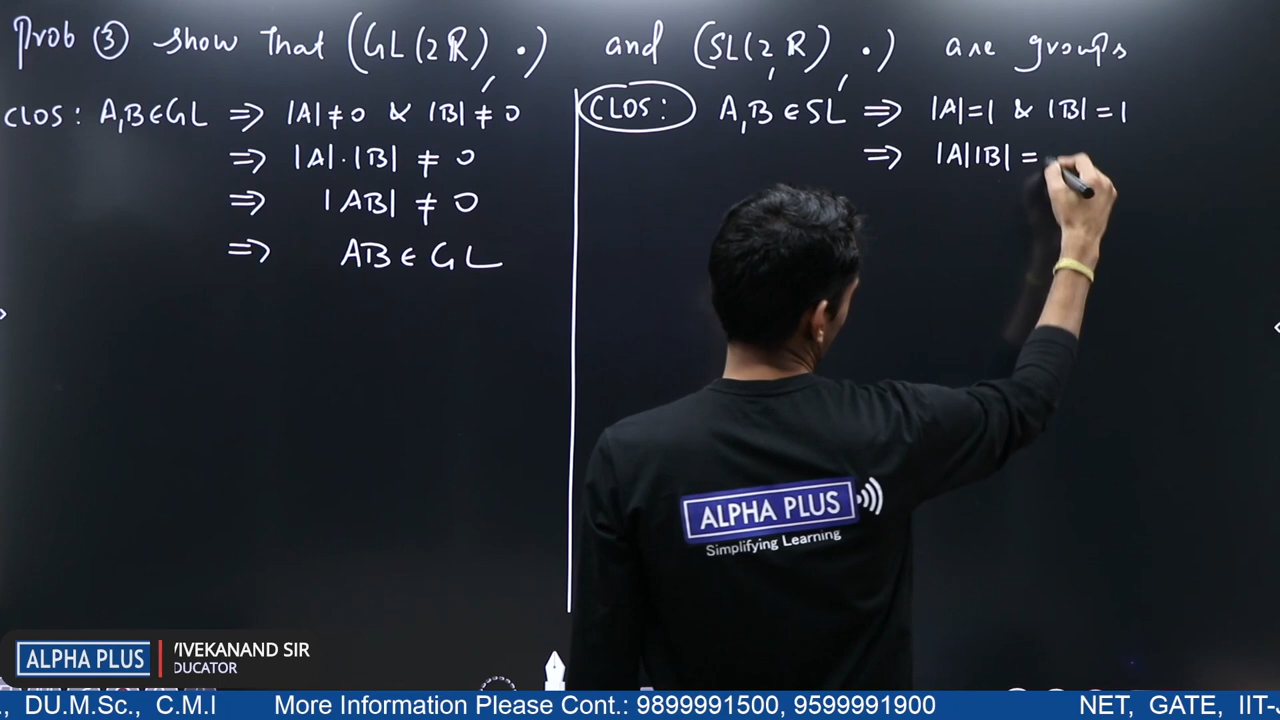 Prob ③ show that (GL(2,R), •) and (SL(2,R), •) are groups
CLOS: A,B∈GL ⇒ |A|≠0 & |B|≠0
⇒ |A|·|B| ≠ 0
⇒ |AB| ≠ 0
⇒ AB∈GL
CLOS: A,B∈SL ⇒ |A|=1 & |B|=1
⇒ |A||B| =
ALPHA PLUS
Simplifying Learning
ALPHA PLUS
VIVEKANAND SIR
DUCATOR
., DU.M.Sc., C.M.I More Information Please Cont.: 9899991500, 9599991900 NET, GATE, IIT-J